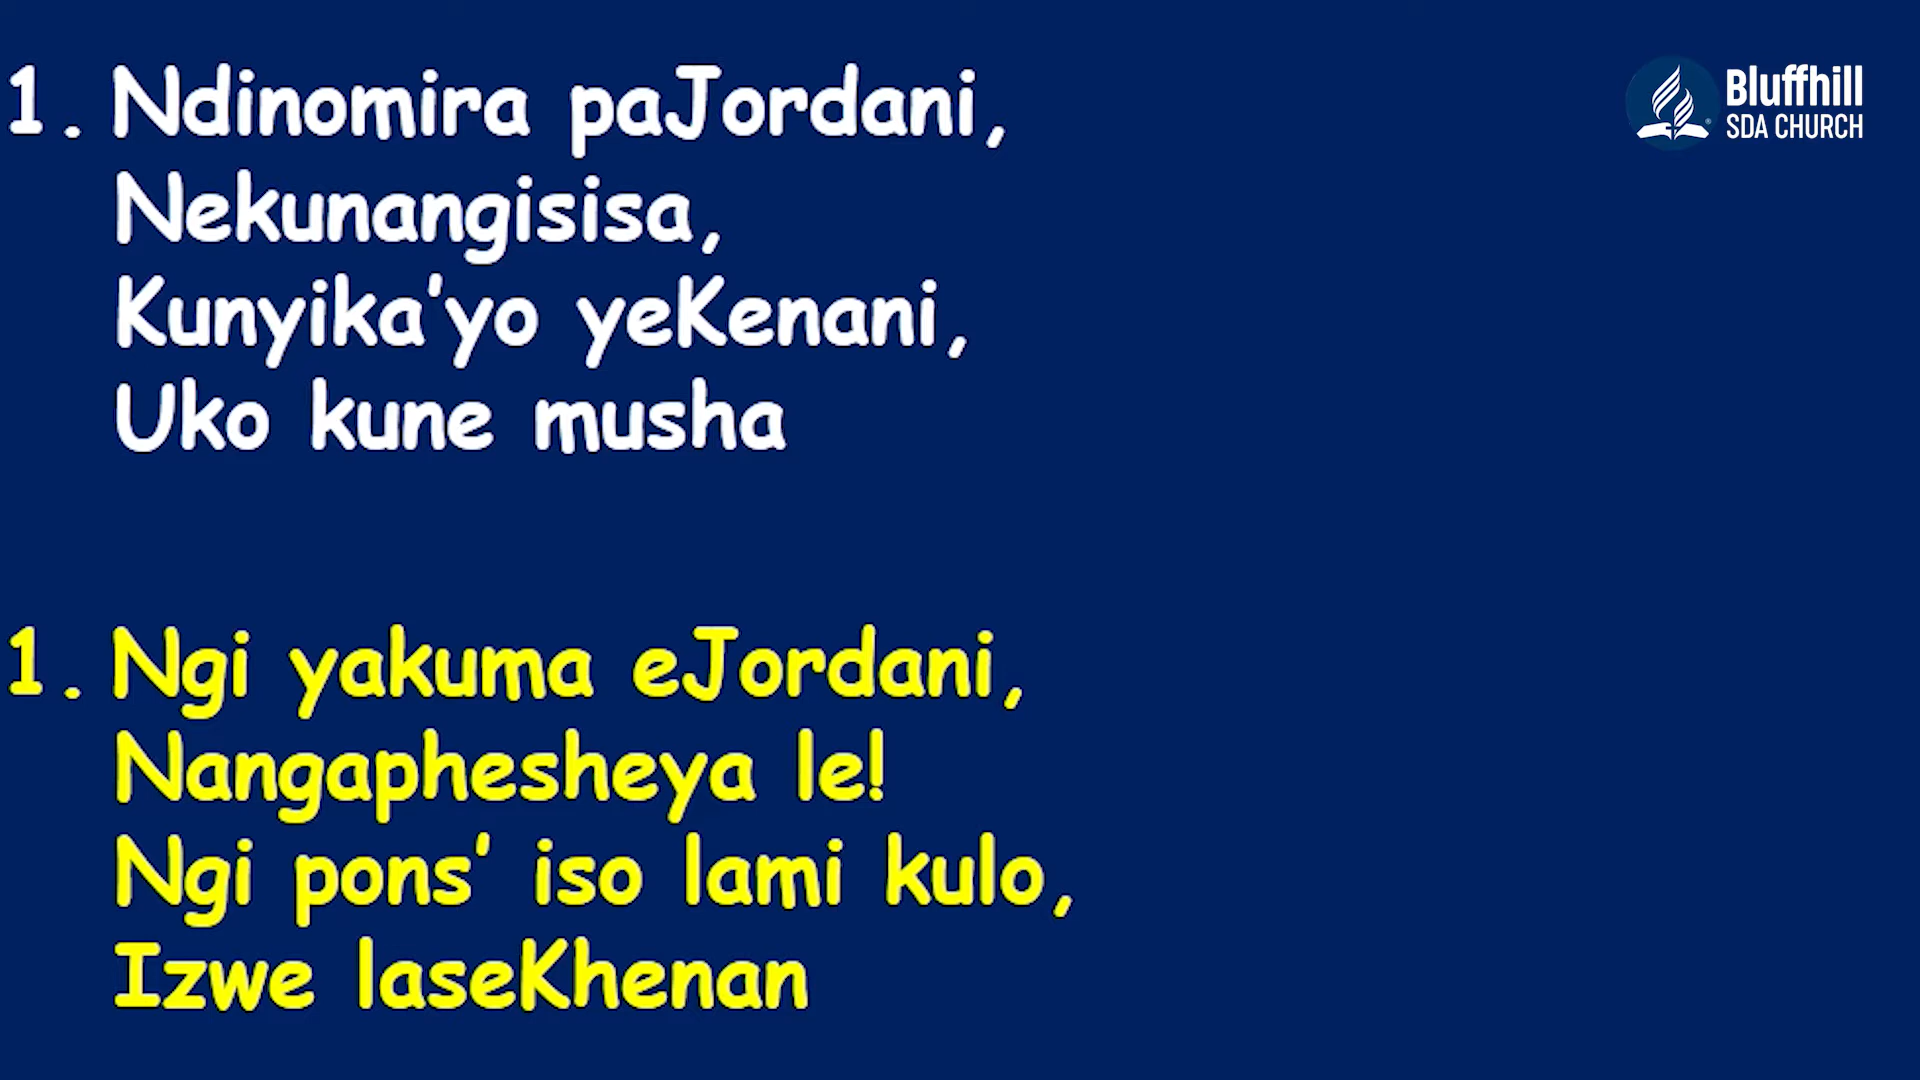 1. Ndinomira paJordani,
Nekunangisisa,
Kunyika'yo yeKenani,
Uko kune musha
1. Ngi yakuma eJordani,
Nangaphesheya le!
Ngi pons' iso lami kulo,
Izwe laseKhenan
Bluffhill
SDA CHURCH